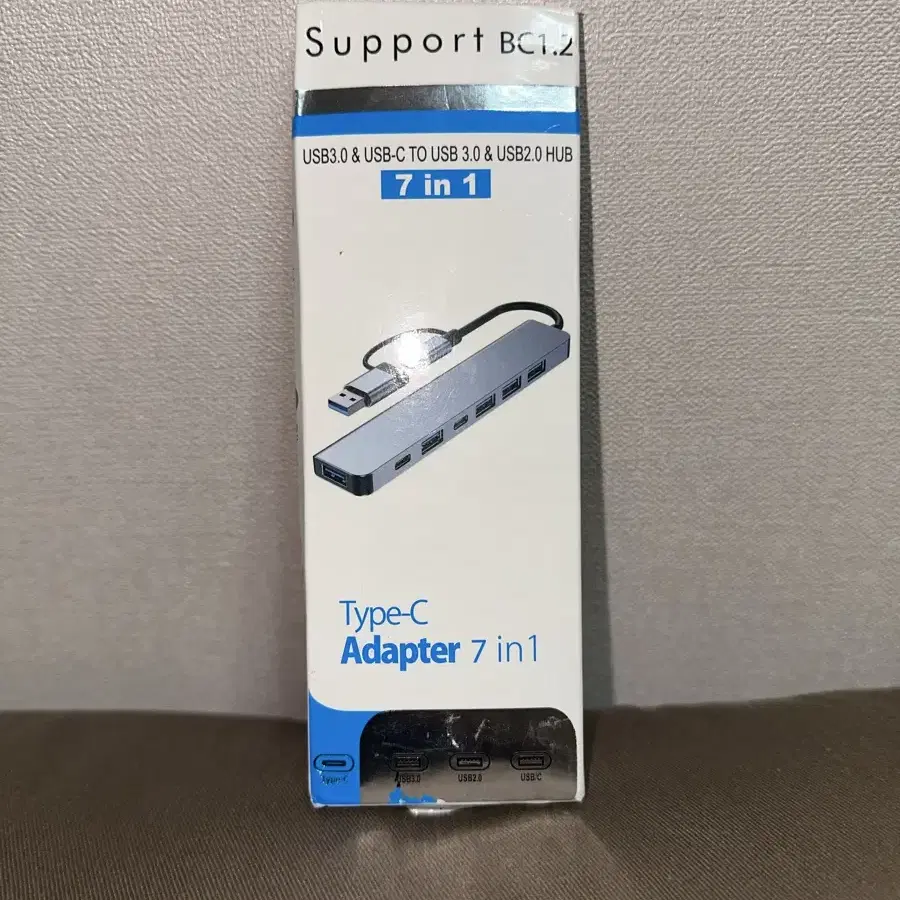 Support BC1.2
USB3.0 & USB-C TO USB 3.0 & USB2.0 HUB
7 in 1
Type-C
Adapter 7 in1
Type-C USB3.0 USB2.0 USB-C